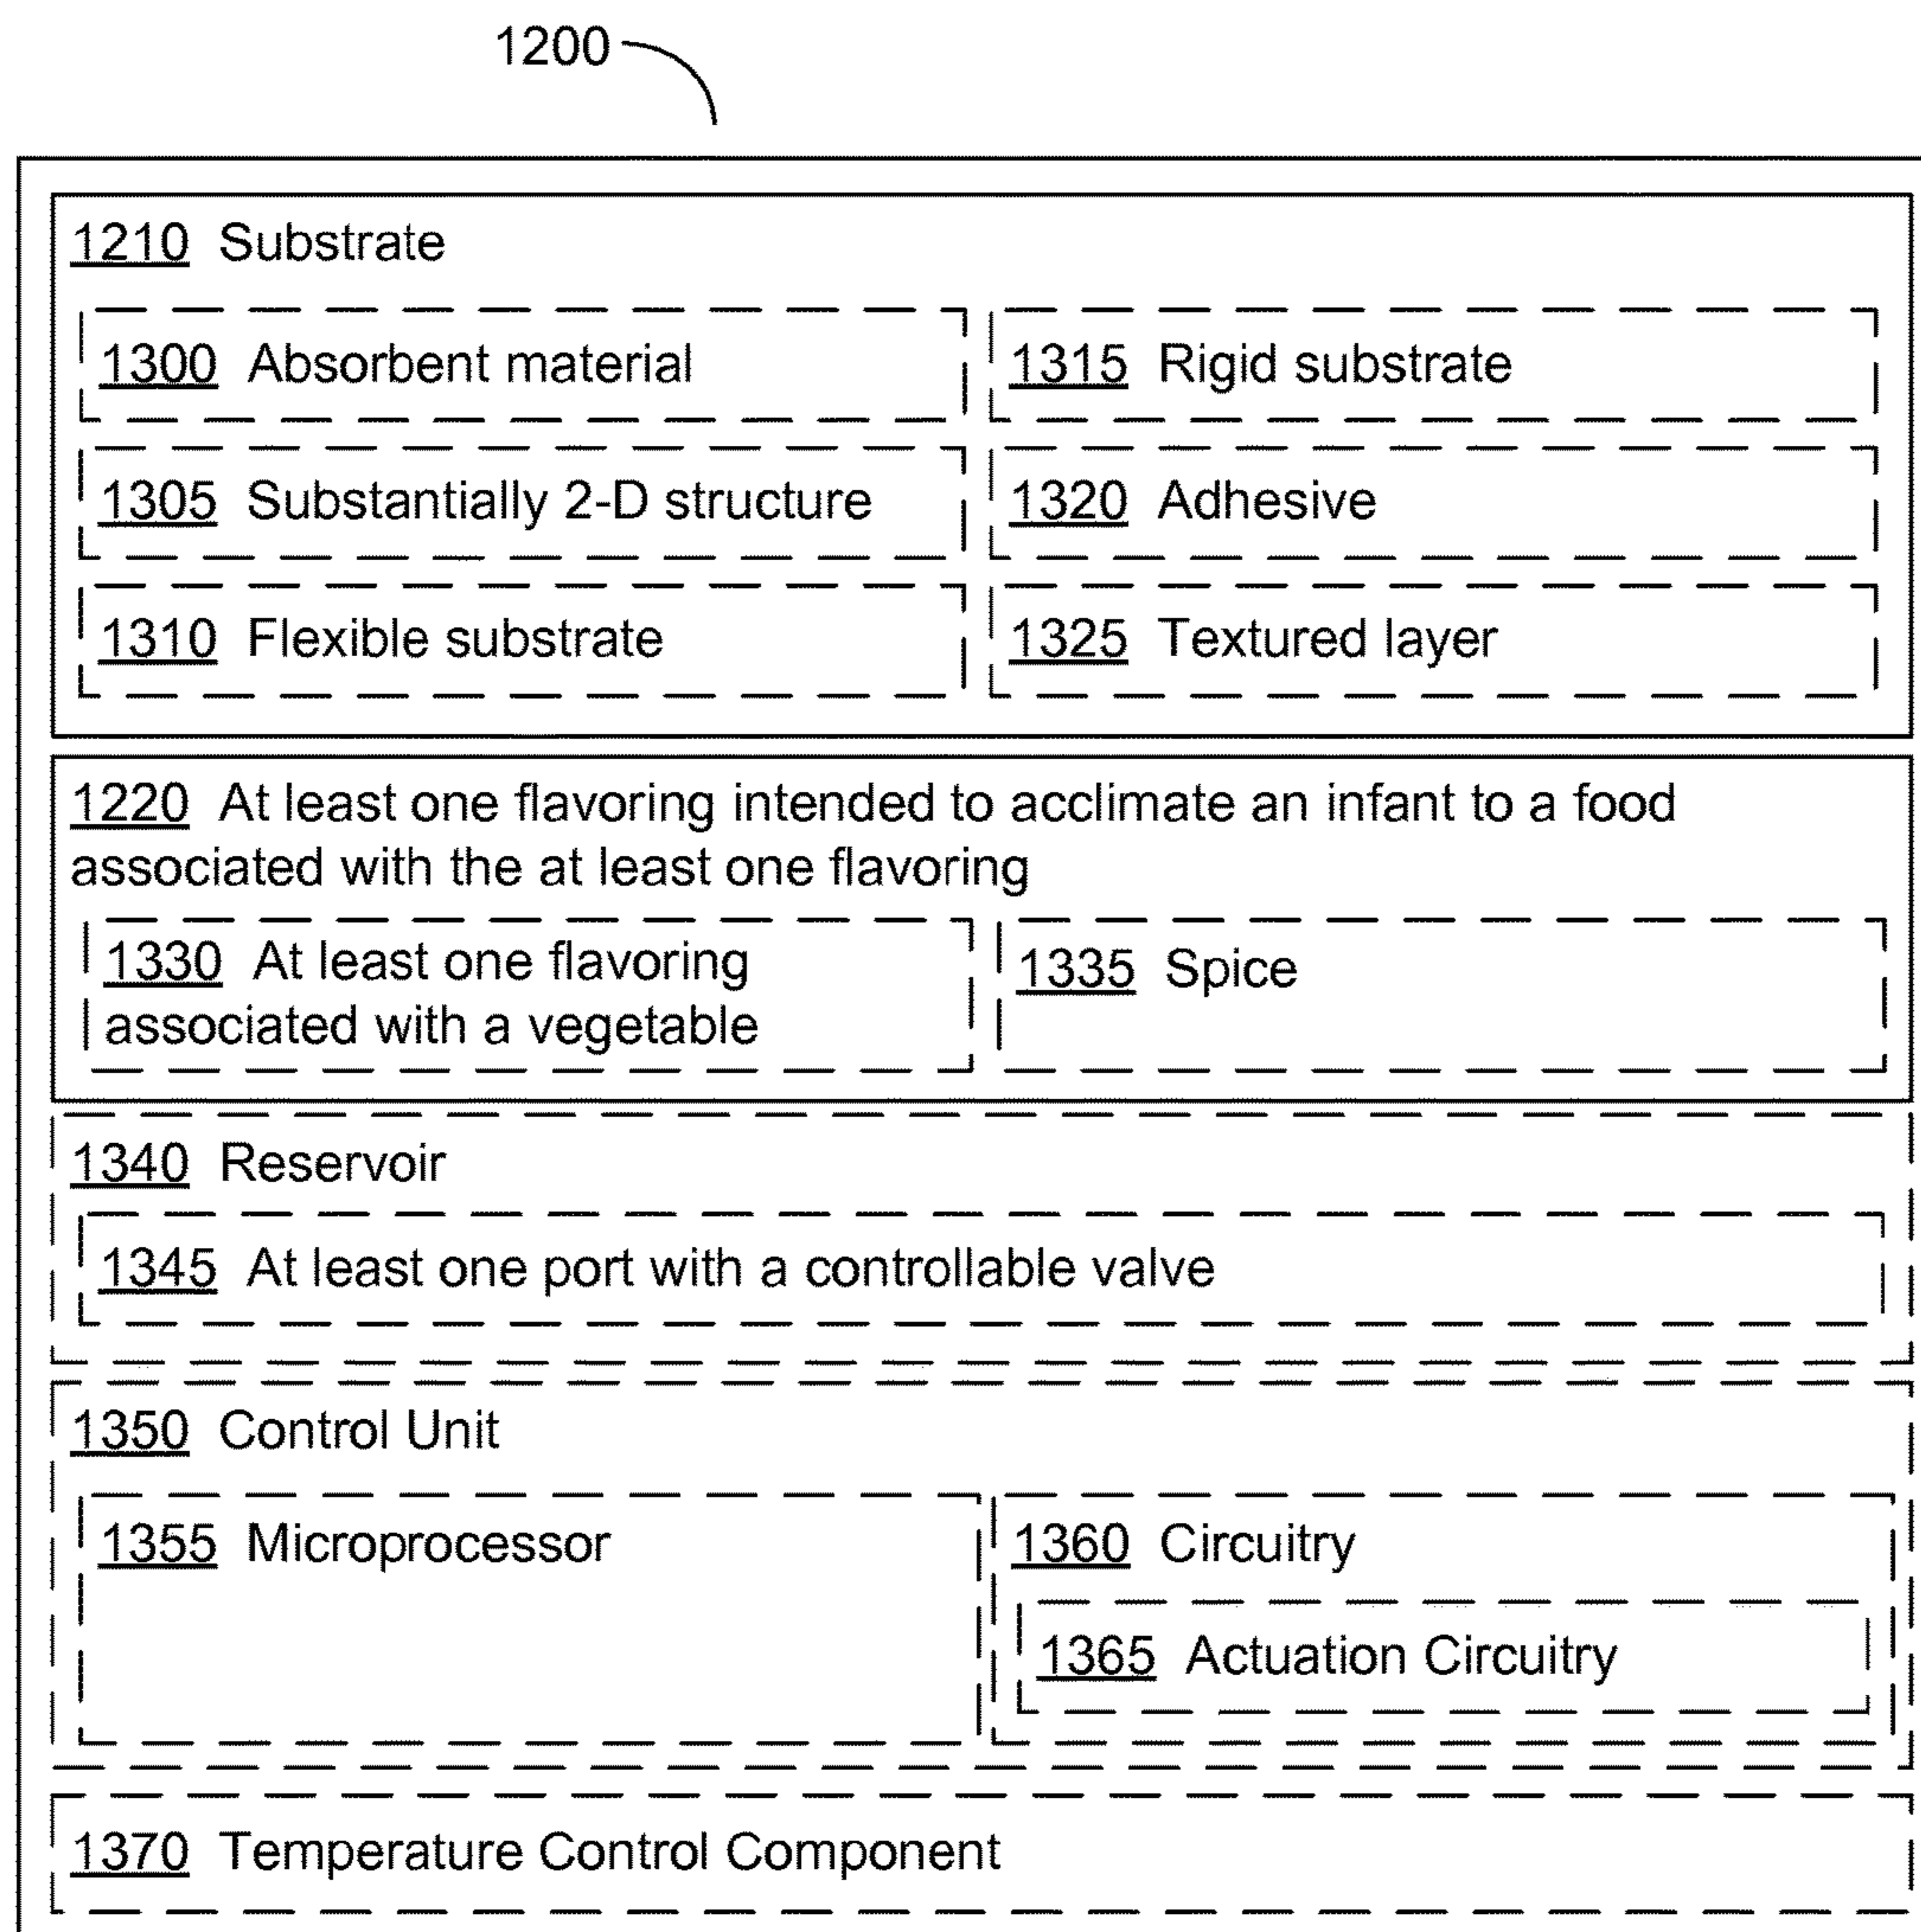 1200
1210 Substrate
1300 Absorbent material
1315 Rigid substrate
1305 Substantially 2-D structure
1320 Adhesive
1310 Flexible substrate
1325 Textured layer
1220 At least one flavoring intended to acclimate an infant to a food
associated with the at least one flavoring
1330 At least one flavoring
associated with a vegetable
1335 Spice
1340 Reservoir
1345 At least one port with a controllable valve
1350 Control Unit
1355 Microprocessor
1360 Circuitry
1365 Actuation Circuitry
1370 Temperature Control Component